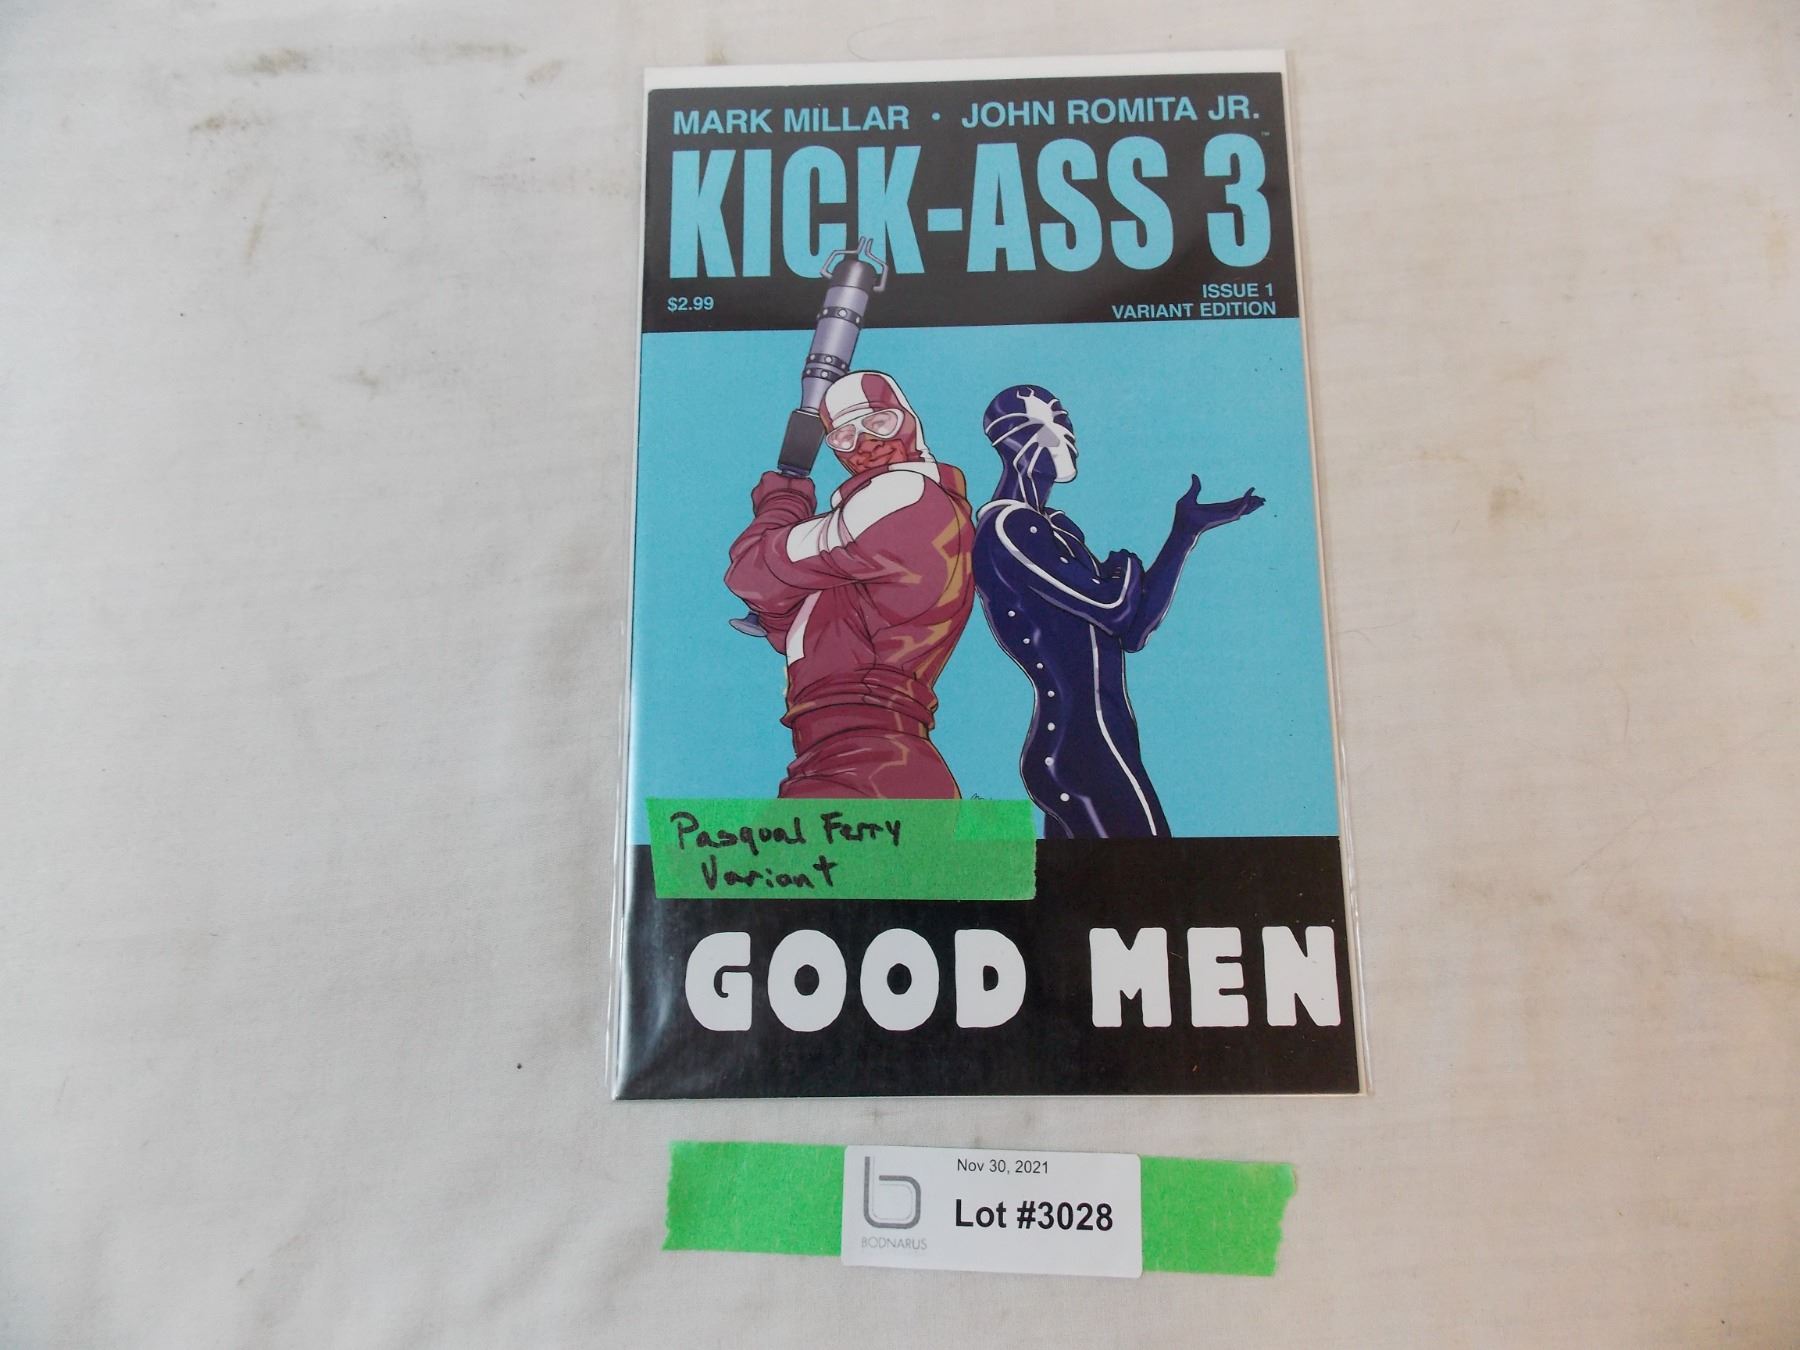 MARK MILLAR • JOHN ROMITA JR.
KICK-ASS 3™
$2.99
ISSUE 1
VARIANT EDITION
Pasqual Ferry
Variant
GOOD MEN
Nov 30, 2021
Lot #3028
BODNARUS